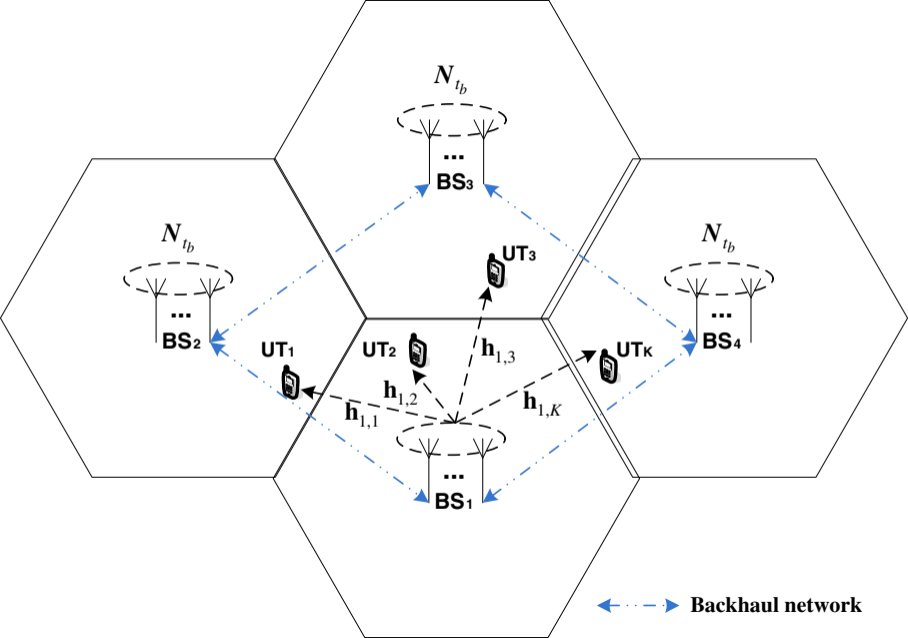 N_{t_b}
...
BS3
N_{t_b}
...
BS2
N_{t_b}
...
BS4
UT3
UT1
UT2
UTK
h_{1,3}
h_{1,2}
h_{1,1}
h_{1,K}
...
BS1
Backhaul network